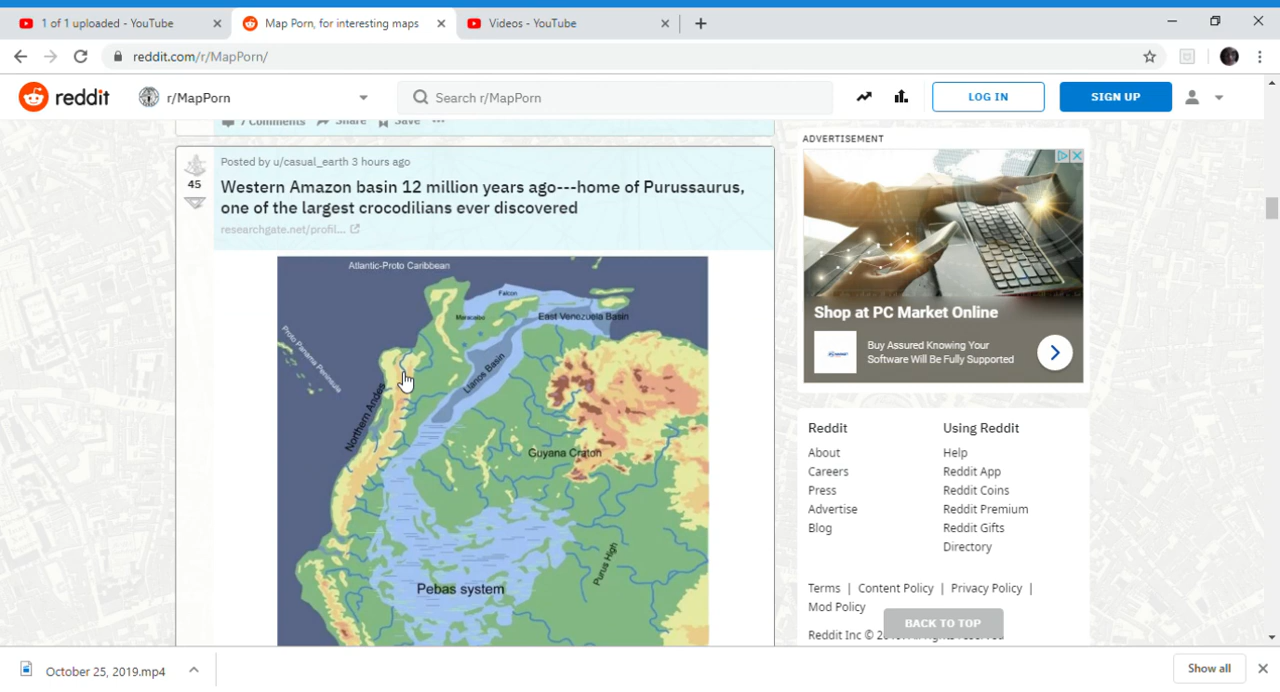 1 of 1 uploaded - YouTube
Map Porn, for interesting maps
Videos - YouTube
reddit.com/r/MapPorn/
reddit
r/MapPorn
Search r/MapPorn
LOG IN
SIGN UP
7 Comments Share Save
Posted by u/casual_earth 3 hours ago
45
Western Amazon basin 12 million years ago---home of Purussaurus,
one of the largest crocodilians ever discovered
researchgate.net/profil...
Atlantic-Proto Caribbean
Falcon
Maracaibo
East Venezuela Basin
Proto Panama Peninsula
Llanos Basin
Northern Andes
Guyana Craton
Purus High
Pebas system
ADVERTISEMENT
Shop at PC Market Online
Buy Assured Knowing Your
Software Will Be Fully Supported
Reddit
About
Careers
Press
Advertise
Blog
Using Reddit
Help
Reddit App
Reddit Coins
Reddit Premium
Reddit Gifts
Directory
Terms | Content Policy | Privacy Policy |
Mod Policy
BACK TO TOP
Reddit Inc ©
October 25, 2019.mp4
Show all